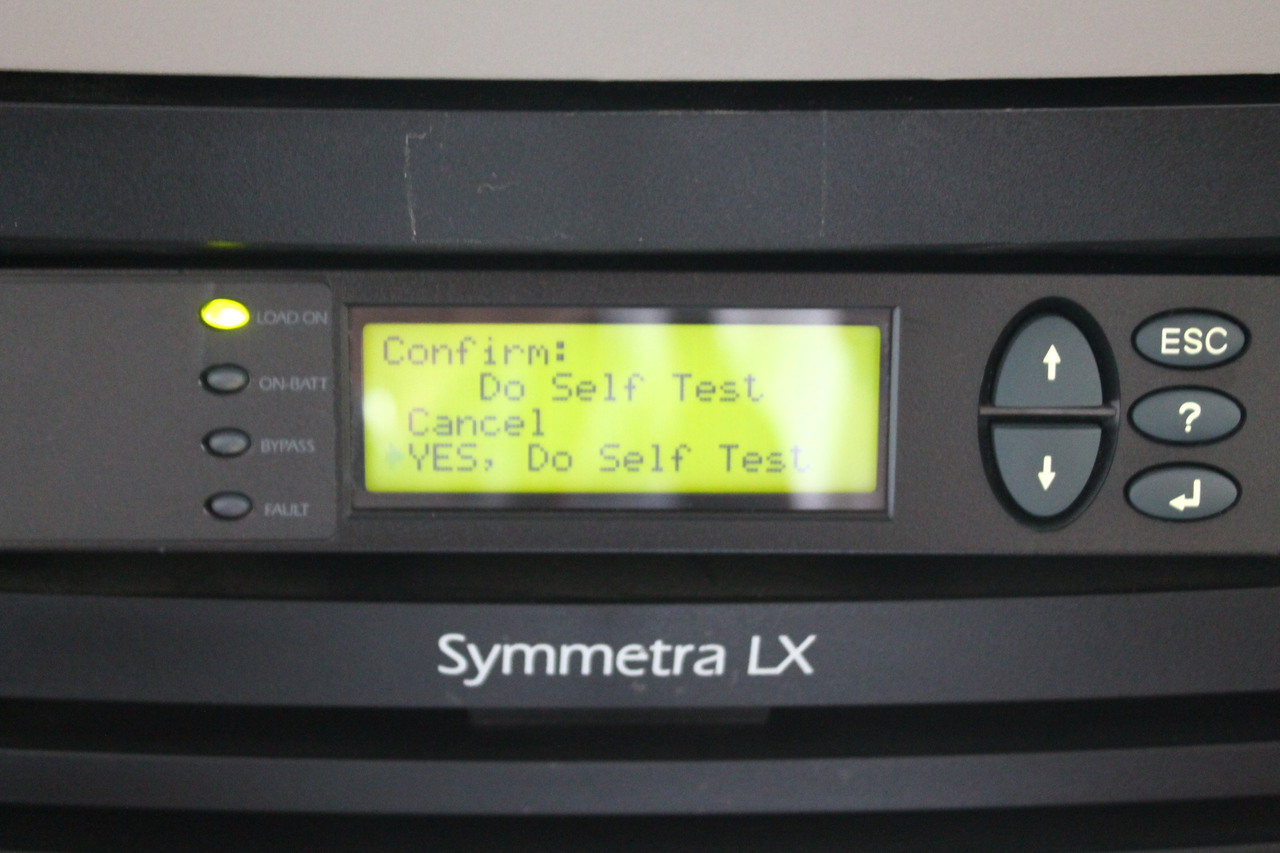 LOAD ON
ON-BATT
BYPASS
FAULT
Confirm:
Do Self Test
Cancel
YES, Do Self Test
ESC
?
Symmetra LX